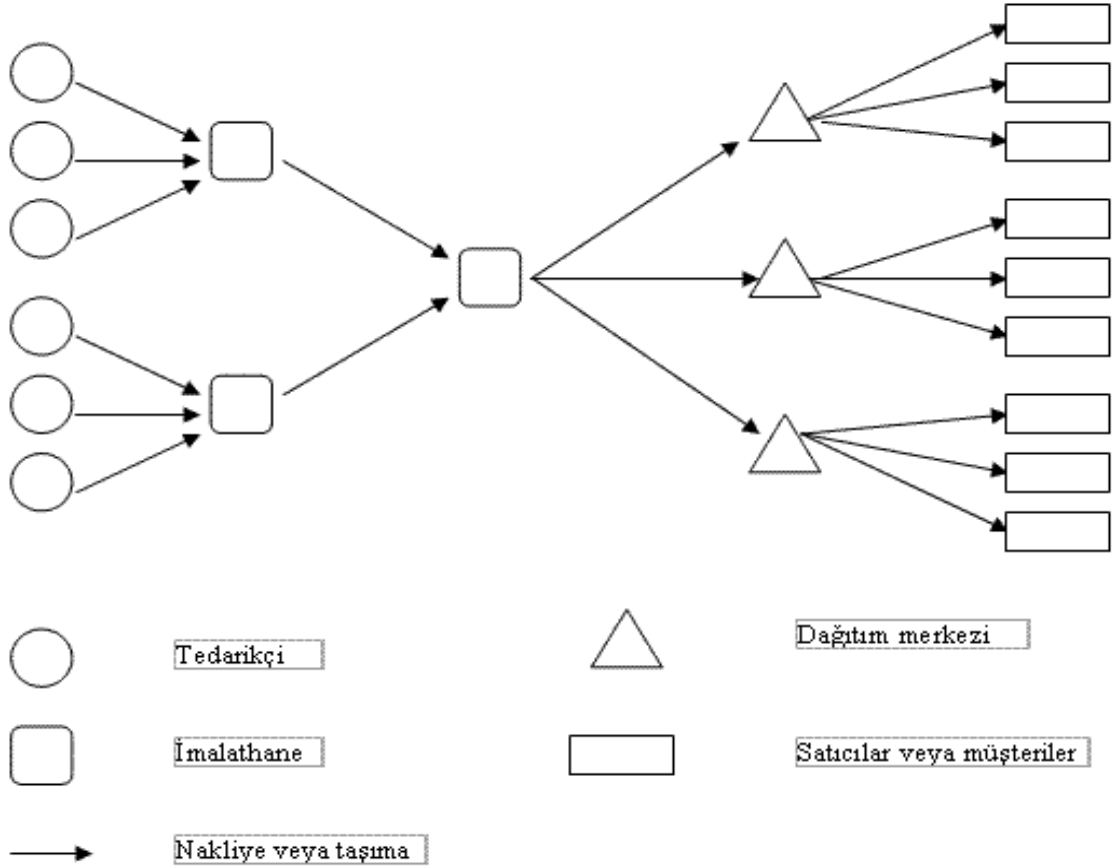 Tedarikçi
Dağıtım merkezi
İmalathane
Satıcılar veya müşteriler
Nakliye veya taşıma